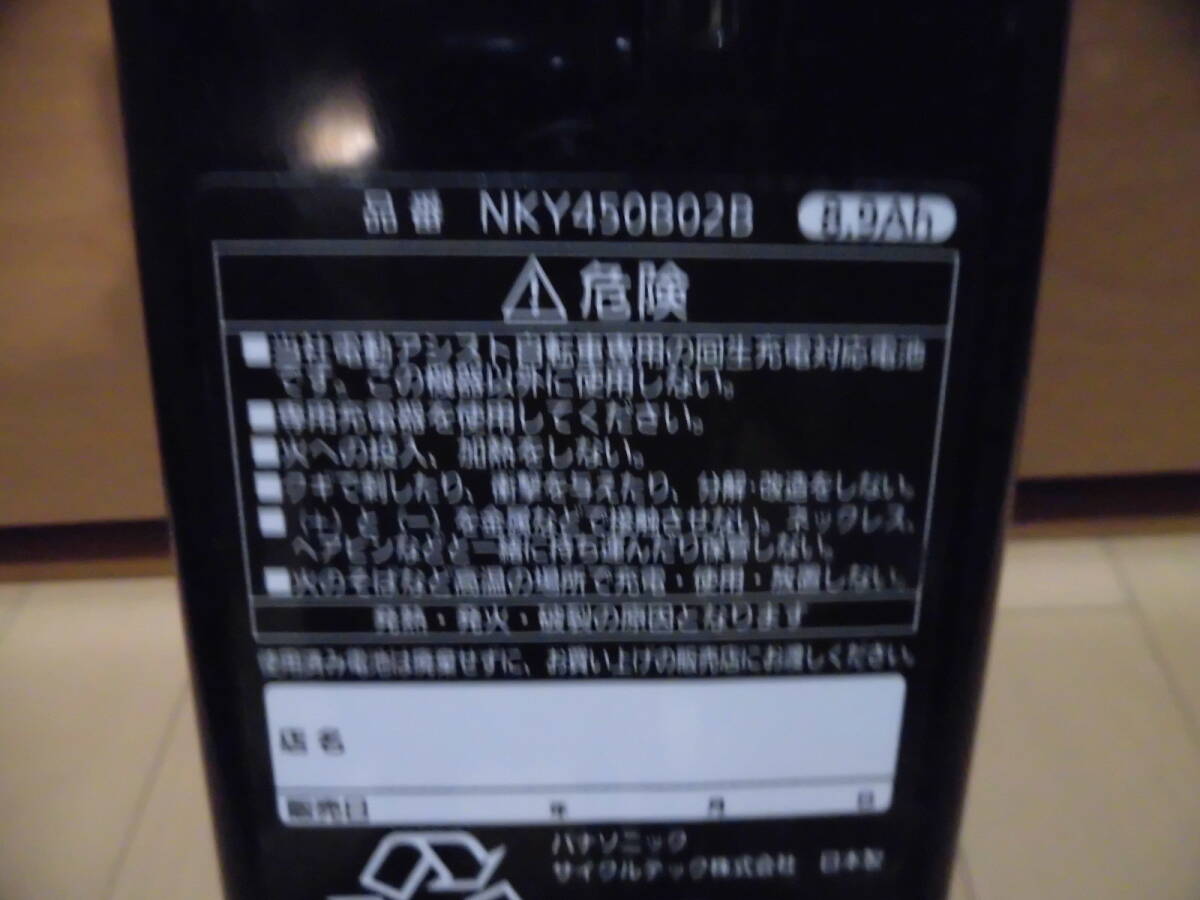 品番 NKY450B02B 8.9Ah
危険
■当社電動アシスト自転車専用の回生充電対応電池
です。この機器以外に使用しない。
■専用充電器を使用してください。
■火への投入、加熱をしない。
■クギで刺したり、衝撃を与えたり、分解・改造をしない。
■(+)と(−)を金属などで接触させない。ネックレス、
ヘアピンなどと一緒に持ち運んだり保管しない。
■火のそばなど高温の場所で充電・使用・放置しない。
発熱・発火・破裂の原因となります
使用済み電池は廃棄せずに、お買い上げの販売店にお渡しください。
店名
販売日 年 月 日
パナソニック
サイクルテック株式会社 日本製